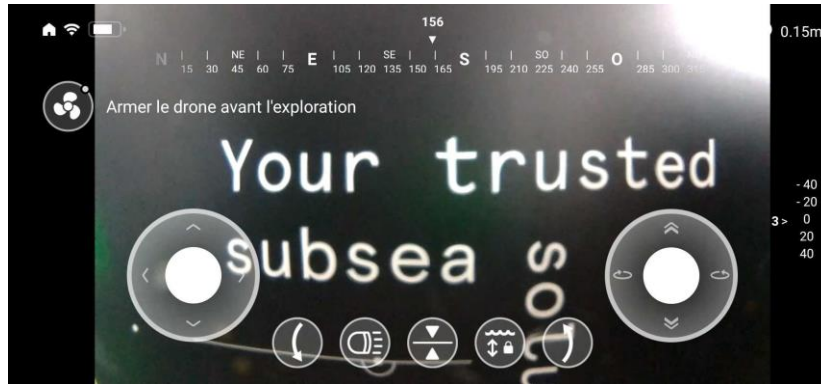 156
0.15m
N 15 30 NE 45 60 75 E 105 120 SE 135 150 165 S 195 210 SO 225 240 255 O 285 300
Armer le drone avant l'exploration
Your trusted
subsea
- 40
- 20
3 > 0
20
40